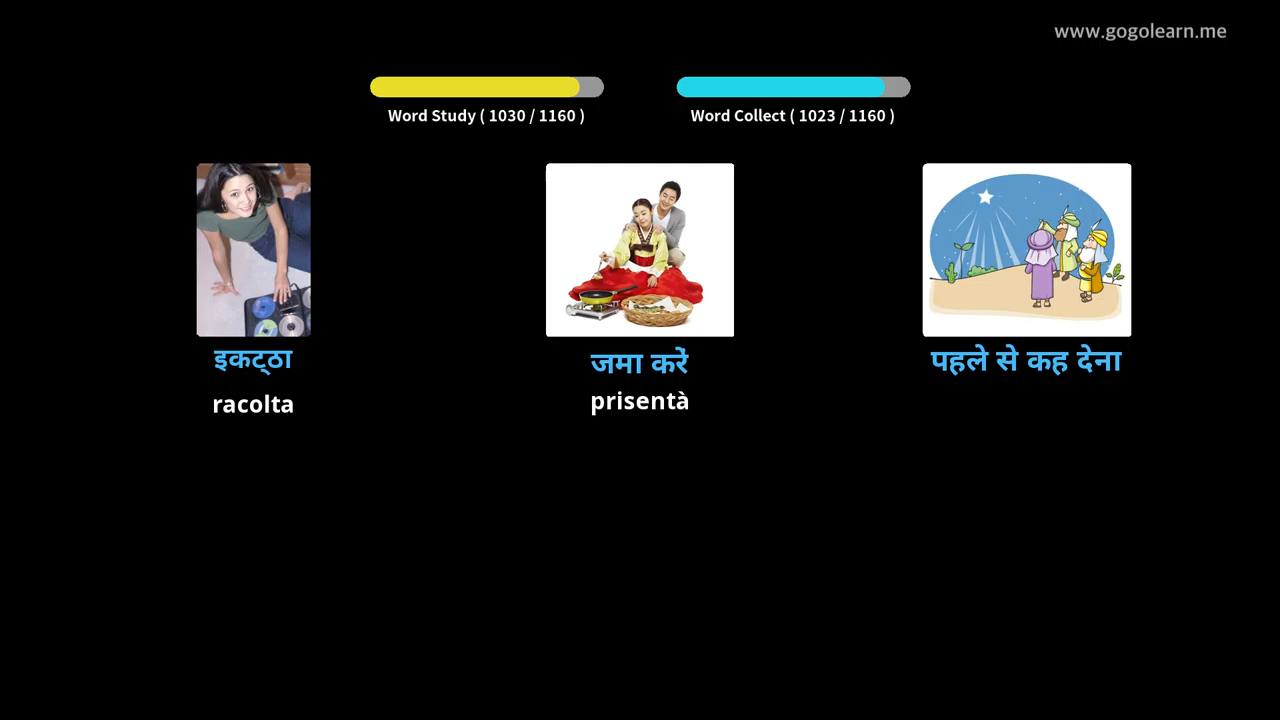 www.gogolearn.me
Word Study ( 1030 / 1160 )
Word Collect ( 1023 / 1160 )
इकट्ठा
racolta
जमा करें
prisentà
पहले से कह देना